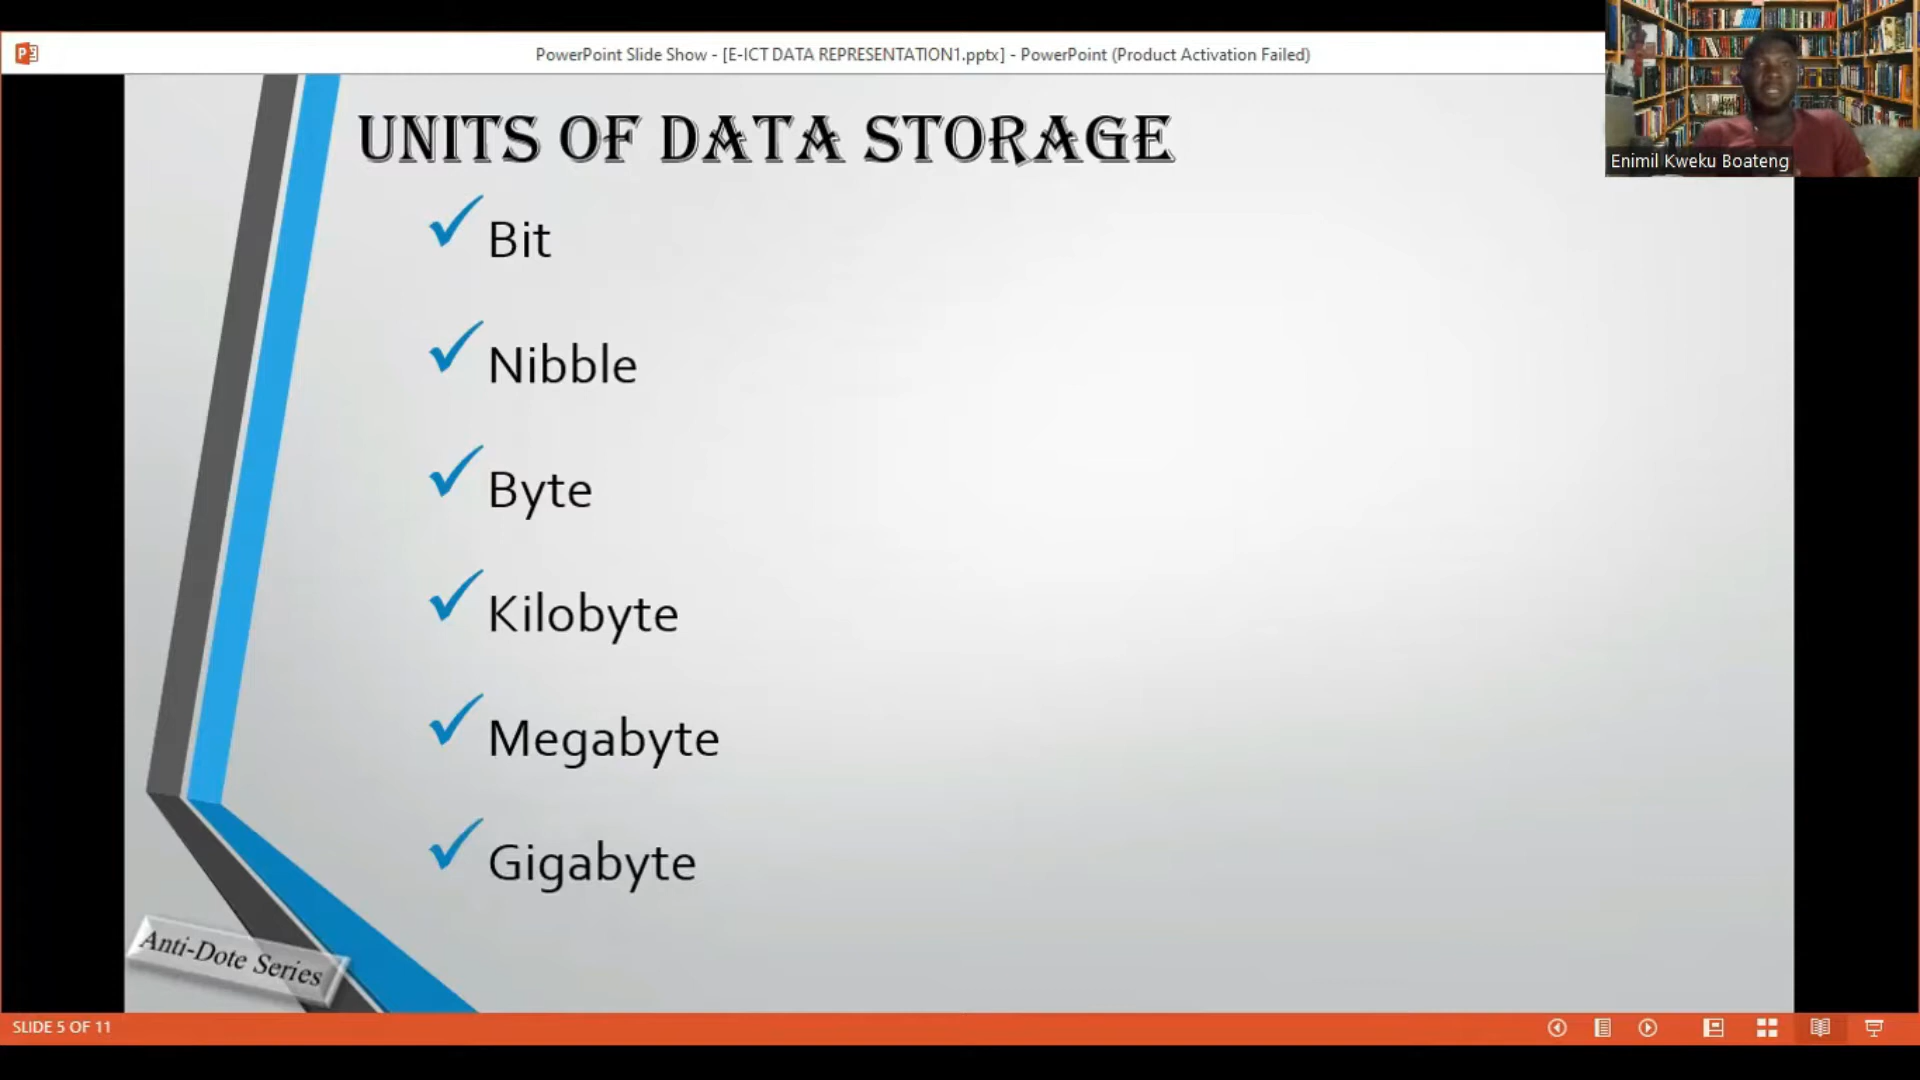 PowerPoint Slide Show - [E-ICT DATA REPRESENTATION1.pptx] - PowerPoint (Product Activation Failed)
Enimil Kweku Boateng
UNITS OF DATA STORAGE
Bit
Nibble
Byte
Kilobyte
Megabyte
Gigabyte
Anti-Dote Series
SLIDE 5 OF 11